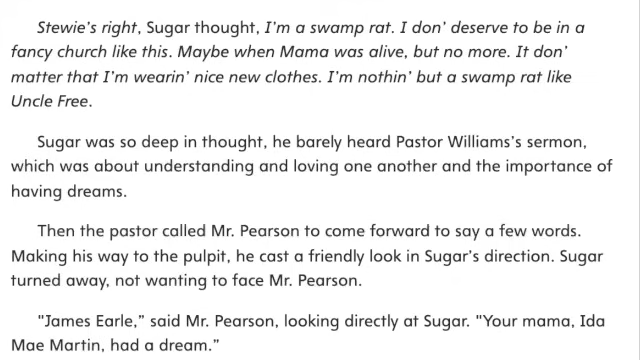 Stewie's right, Sugar thought, I'm a swamp rat. I don' deserve to be in a
fancy church like this. Maybe when Mama was alive, but no more. It don'
matter that I'm wearin' nice new clothes. I'm nothin' but a swamp rat like
Uncle Free.
Sugar was so deep in thought, he barely heard Pastor Williams's sermon,
which was about understanding and loving one another and the importance of
having dreams.
Then the pastor called Mr. Pearson to come forward to say a few words.
Making his way to the pulpit, he cast a friendly look in Sugar's direction. Sugar
turned away, not wanting to face Mr. Pearson.
"James Earle," said Mr. Pearson, looking directly at Sugar. "Your mama, Ida
Mae Martin, had a dream."